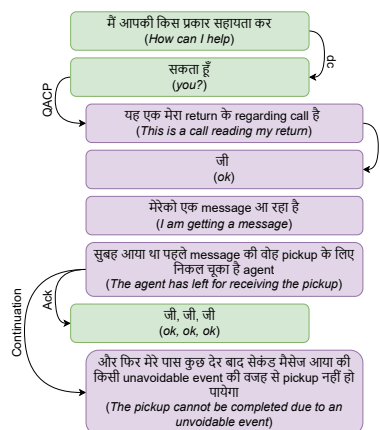 मैं आपकी किस प्रकार सहायता कर
(How can I help)
dc
सकता हूँ
(you?)
QACP
यह एक मेरा return के regarding call है
(This is a call reading my return)
जी
(ok)
मेरेको एक message आ रहा है
(I am getting a message)
सुबह आया था पहले message की वोह pickup के लिए
निकल चूका है agent
(The agent has left for receiving the pickup)
Ack
जी, जी, जी
(ok, ok, ok)
Continuation
और फिर मेरे पास कुछ देर बाद सेकंड मैसेज आया की
किसी unavoidable event की वजह से pickup नहीं हो
पायेगा
(The pickup cannot be completed due to an
unvoidable event)